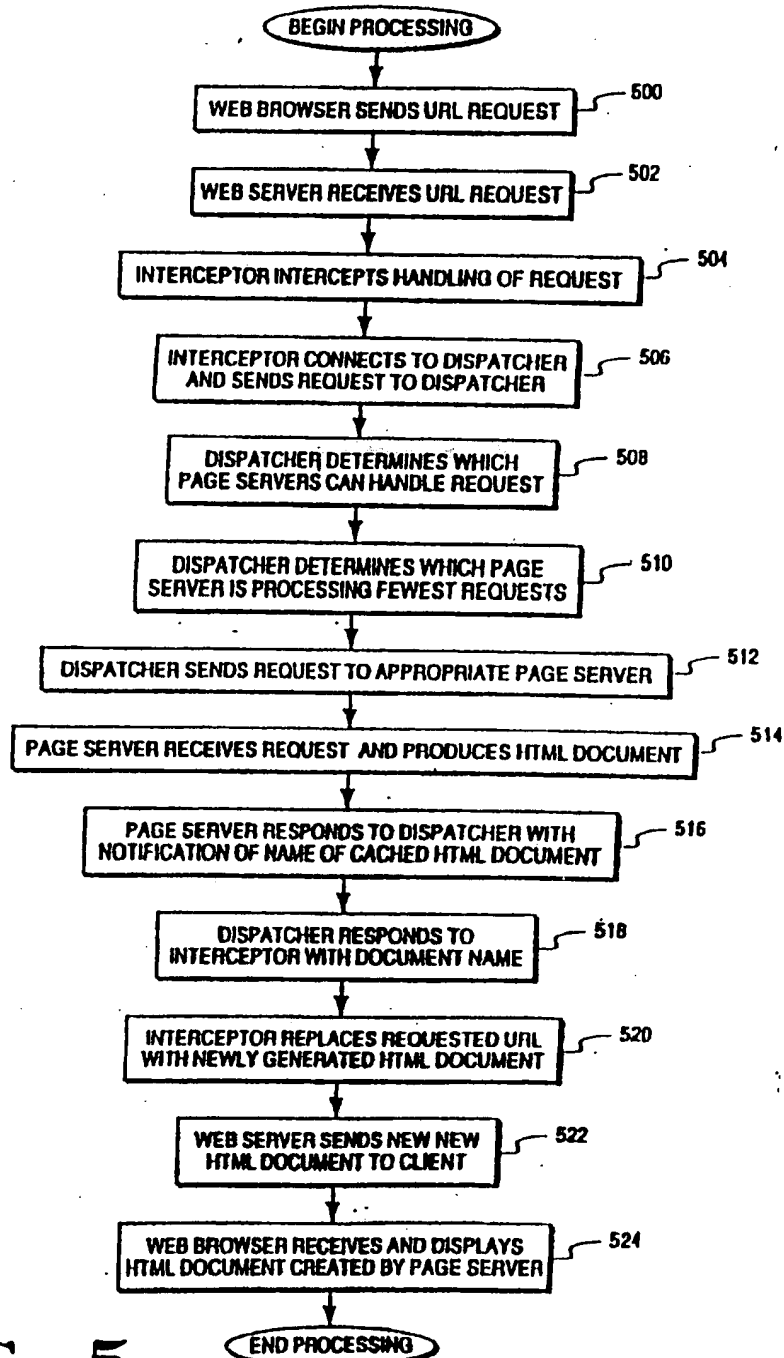 BEGIN PROCESSING
WEB BROWSER SENDS URL REQUEST
500
WEB SERVER RECEIVES URL REQUEST
502
INTERCEPTOR INTERCEPTS HANDLING OF REQUEST
504
INTERCEPTOR CONNECTS TO DISPATCHER
AND SENDS REQUEST TO DISPATCHER
506
DISPATCHER DETERMINES WHICH
PAGE SERVERS CAN HANDLE REQUEST
508
DISPATCHER DETERMINES WHICH PAGE
SERVER IS PROCESSING FEWEST REQUESTS
510
DISPATCHER SENDS REQUEST TO APPROPRIATE PAGE SERVER
512
PAGE SERVER RECEIVES REQUEST AND PRODUCES HTML DOCUMENT
514
PAGE SERVER RESPONDS TO DISPATCHER WITH
NOTIFICATION OF NAME OF CACHED HTML DOCUMENT
516
DISPATCHER RESPONDS TO
INTERCEPTOR WITH DOCUMENT NAME
518
INTERCEPTOR REPLACES REQUESTED URL
WITH NEWLY GENERATED HTML DOCUMENT
520
WEB SERVER SENDS NEW NEW
HTML DOCUMENT TO CLIENT
522
WEB BROWSER RECEIVES AND DISPLAYS
HTML DOCUMENT CREATED BY PAGE SERVER
524
END PROCESSING